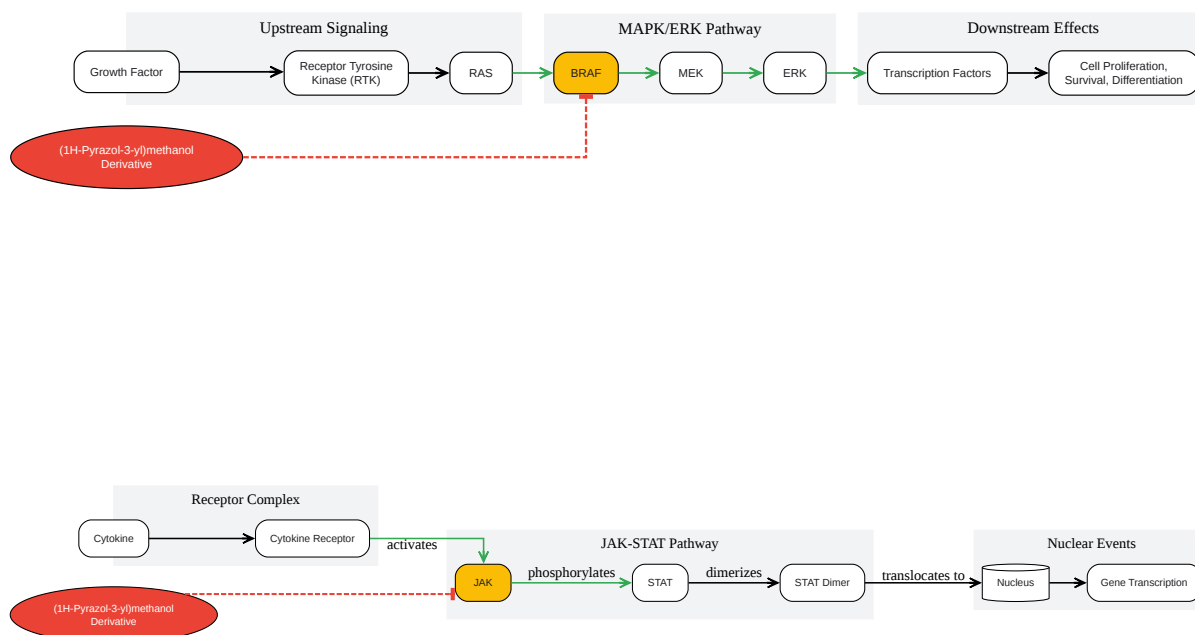 Upstream Signaling
MAPK/ERK Pathway
Downstream Effects
Growth Factor
Receptor Tyrosine
Kinase (RTK)
RAS
BRAF
MEK
ERK
Transcription Factors
Cell Proliferation,
Survival, Differentiation
(1H-Pyrazol-3-yl)methanol
Derivative
Receptor Complex
Cytokine
Cytokine Receptor
activates
JAK-STAT Pathway
Nuclear Events
JAK
phosphorylates
STAT
dimerizes
STAT Dimer
translocates to
Nucleus
Gene Transcription
(1H-Pyrazol-3-yl)methanol
Derivative